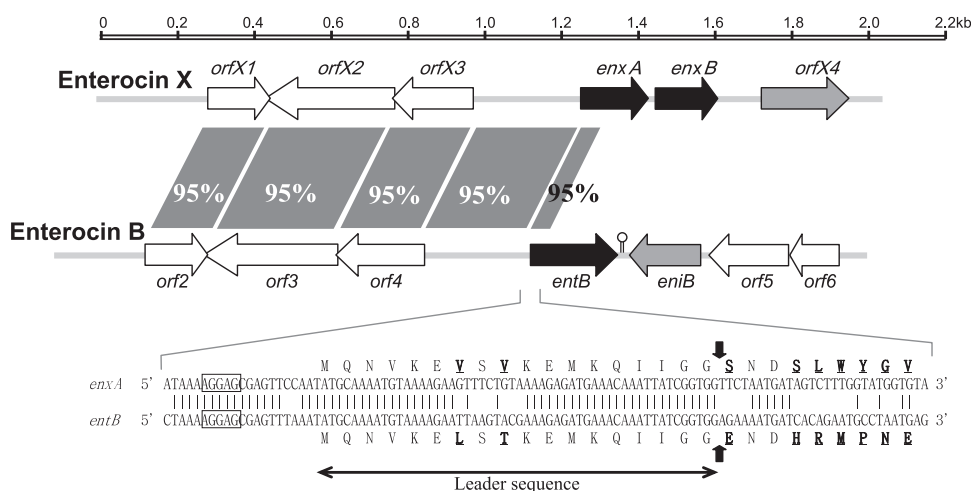 0 0.2 0.4 0.6 0.8 1.0 1.2 1.4 1.6 1.8 2.0 2.2kb
orfX1 orfX2 orfX3 enxA enxB orfX4
Enterocin X
95% 95% 95% 95% 95%
Enterocin B
orf2 orf3 orf4 entB eniB orf5 orf6
M Q N V K E V S V K E M K Q I I G G S N D S L W Y G V
enxA 5' ATAAAAGGAGCGAGTTCCAATATGCAAAATGTAAAAGAAGTTTCTGTAAAAGAGATGAAACAAATTATCGGTGGTTCTAATGATAGTCTTTGGTATGGTGTA 3'
entB 5' CTAAAAGGAGCGAGTTTAAATATGCAAAATGTAAAAGAATTAAGTACGAAAGAGATGAAACAAATTATCGGTGGAGAAAATGATCACAGAATGCCTAATGAG 3'
M Q N V K E L S T K E M K Q I I G G E N D H R M P N E
Leader sequence